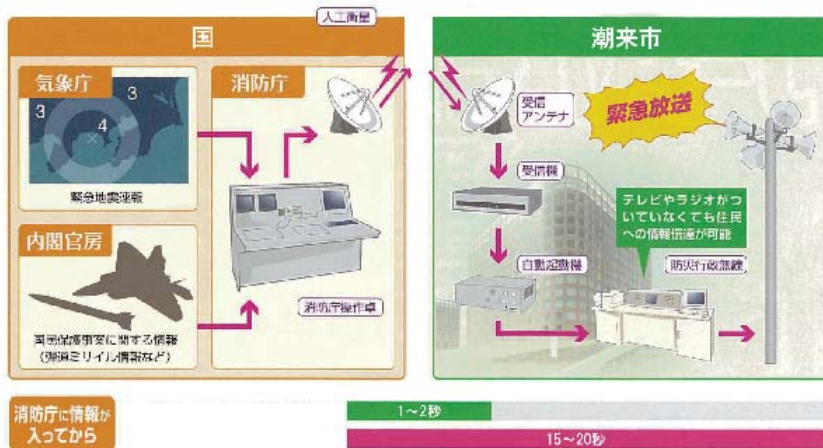 人工衛星
国
気象庁
3
3
4
緊急地震速報
内閣官房
国民保護事案に関する情報
(弾道ミサイル情報など)
消防庁
消防庁操作卓
潮来市
受信
アンテナ
緊急放送
受信機
テレビやラジオがつ
いていなくても住民
への情報伝達が可能
自動起動機
防災行政無線
消防庁に情報が
入ってから
1〜2秒
15〜20秒